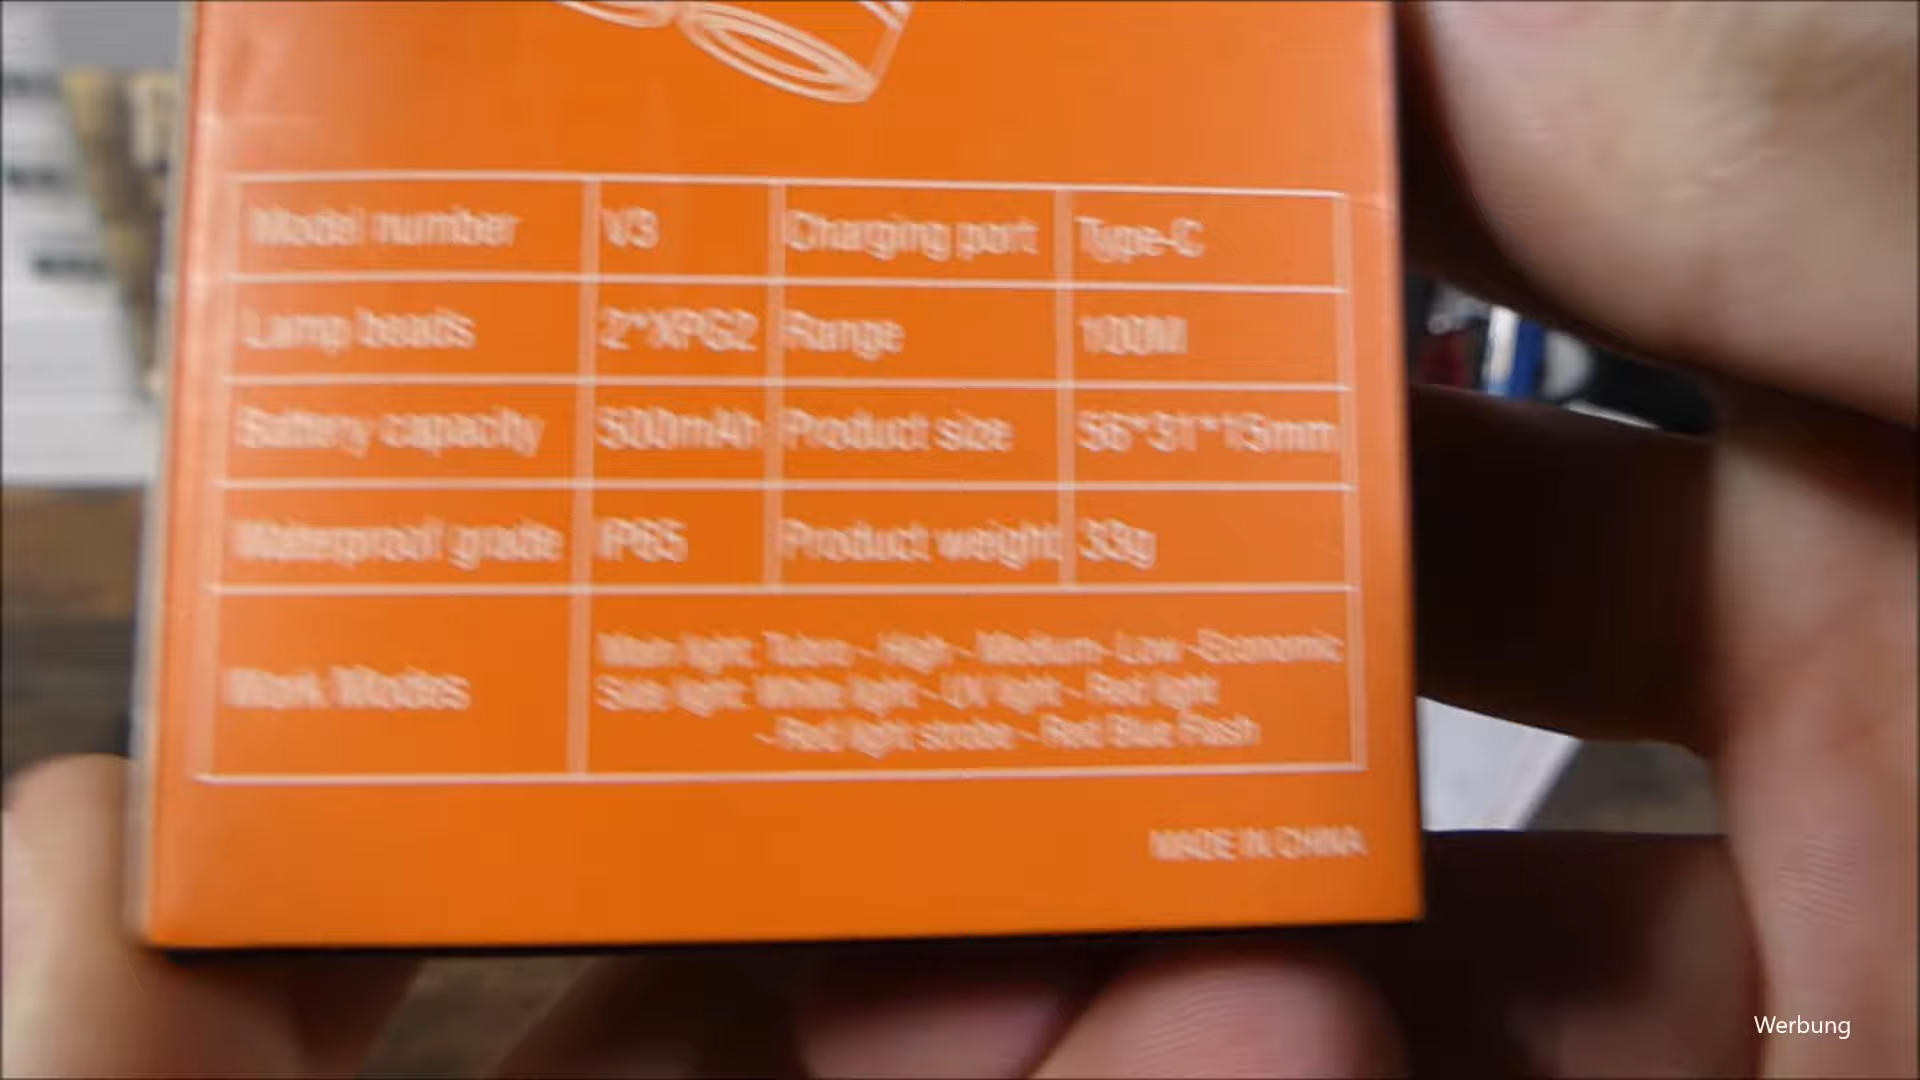 Model number V3 Charging port Type-C
Lamp beads 2*XPG2 Range 100M
Battery capacity 500mAh Product size 56*31*15mm
Waterproof grade IP65 Product weight 33g
Work Modes
Main light: Tubro - High - Medium - Low - Economic
Side light: White light - UV light - Red light
- Red light strobe - Red Blue Flash
MADE IN CHINA
Werbung